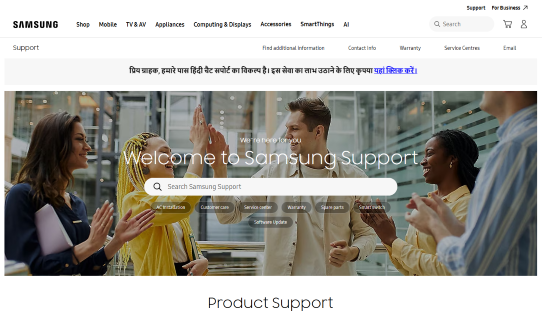 Support For Business
SAMSUNG Shop Mobile TV & AV Appliances Computing & Displays Accessories SmartThings AI Search
Support Find additional information Contact Info Warranty Service Centres Email
प्रिय ग्राहक, हमारे पास हिंदी चैट सपोर्ट का विकल्प है। इस सेवा का लाभ उठाने के लिए कृपया यहां क्लिक करें।
We're here for you
Welcome to Samsung Support
Search Samsung Support
AC Installation Customer care Service center Warranty Spare parts Smart switch
Software Update
Product Support